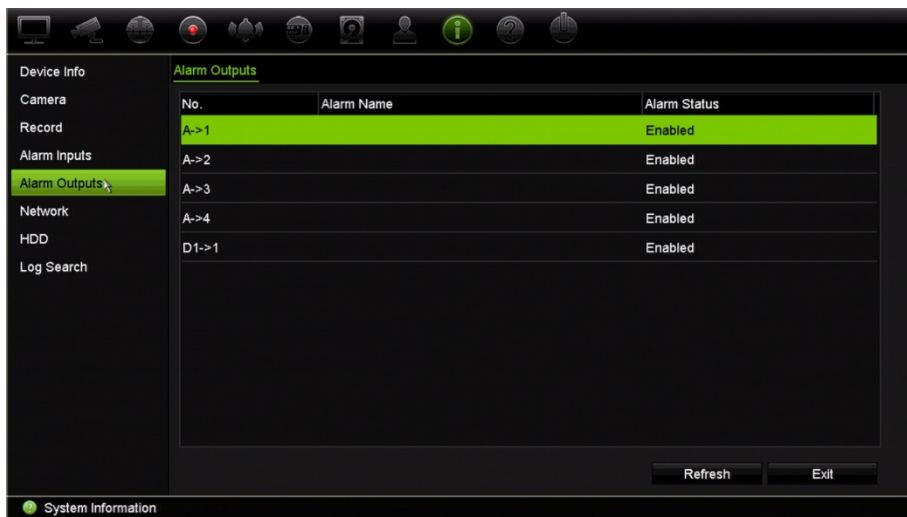 Device Info
Camera
Record
Alarm Inputs
Alarm Outputs
Network
HDD
Log Search
Alarm Outputs
No. Alarm Name Alarm Status
A->1 Enabled
A->2 Enabled
A->3 Enabled
A->4 Enabled
D1->1 Enabled
Refresh Exit
System Information